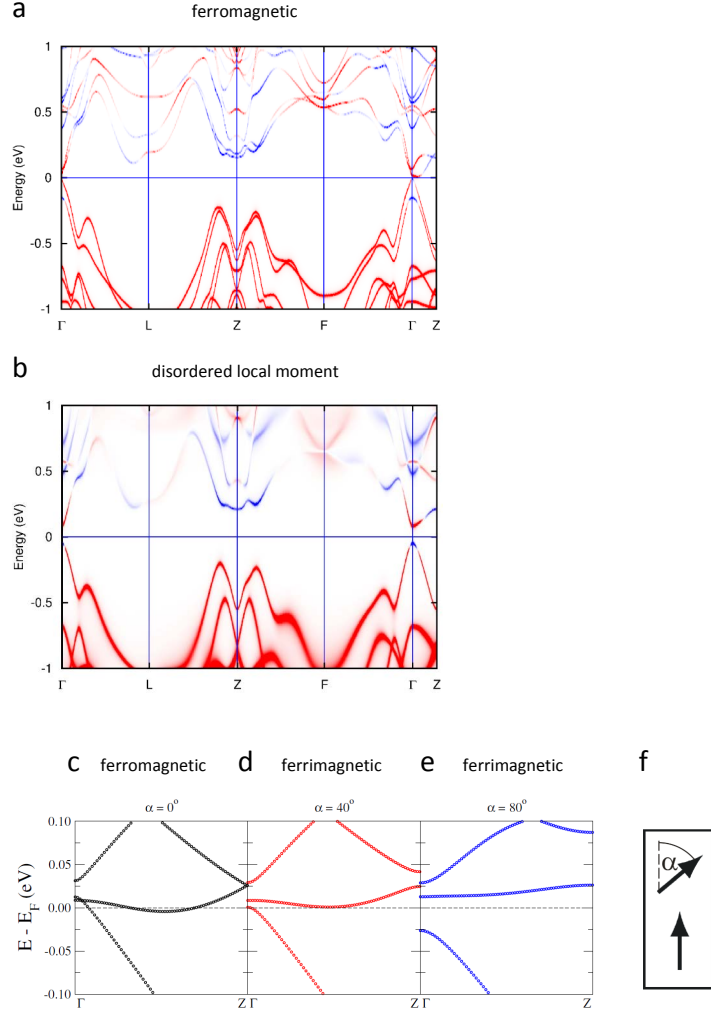 a
ferromagnetic
1
0.5
0
-0.5
-1
Energy (eV)
Γ L Z F Γ Z
b
disordered local moment
1
0.5
0
-0.5
-1
Energy (eV)
Γ L Z F Γ Z
c ferromagnetic d ferrimagnetic e ferrimagnetic f
α = 0° α = 40° α = 80°
0.10
0.05
0.00
-0.05
-0.10
E - E_F (eV)
Γ Z Γ Z Γ Z
α